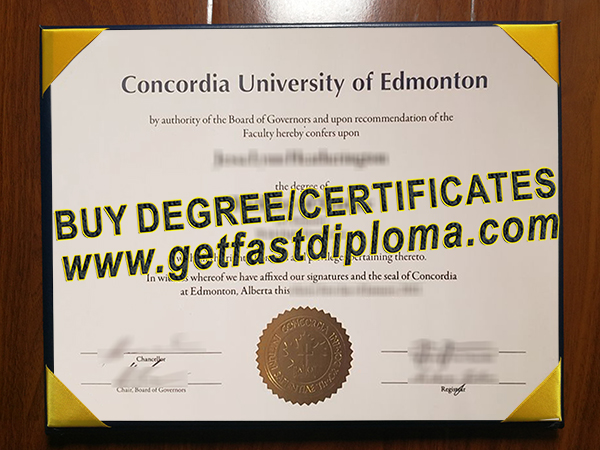 Concordia University of Edmonton
by authority of the Board of Governors and upon recommendation of the
Faculty hereby confers upon
the degree of
BUY DEGREE/CERTIFICATES
www.getfastdiploma.com
thereto.
In witness whereof we have affixed our signatures and the seal of Concordia
at Edmonton, Alberta this
Chancellor
Chair, Board of Governors
Registrar
CONCORDIA